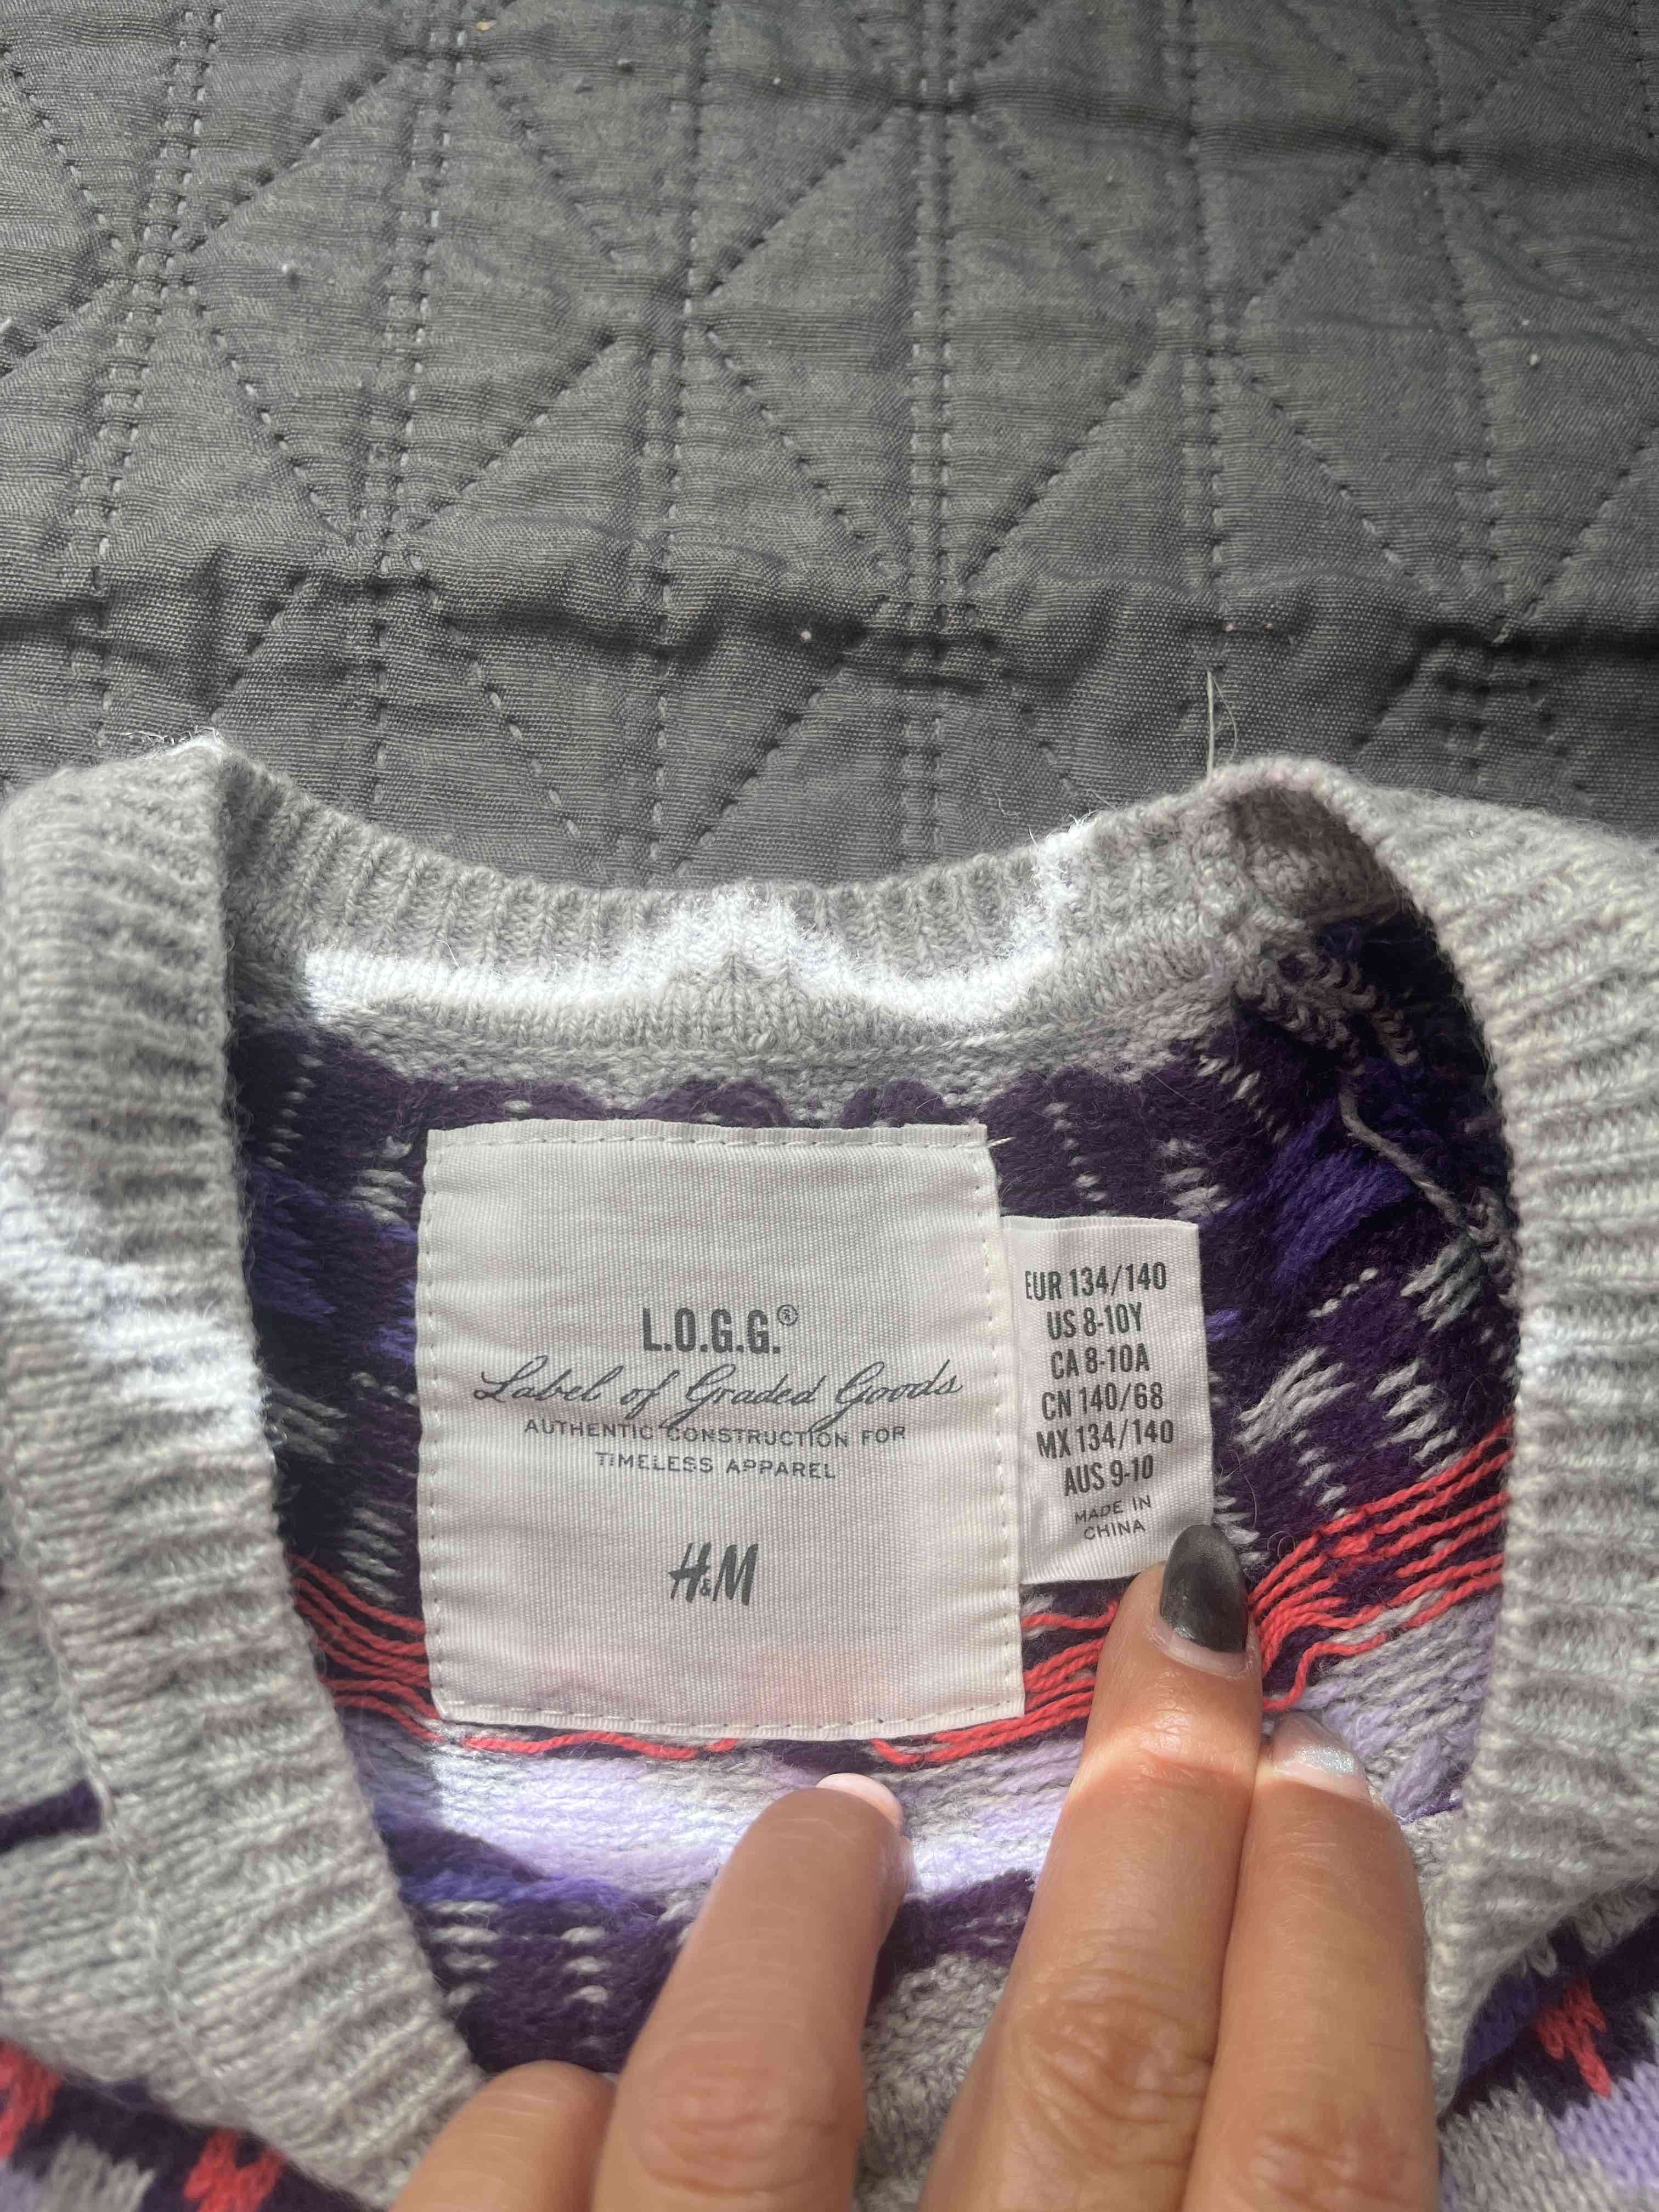 L.O.G.G.®
Label of Graded Goods
AUTHENTIC CONSTRUCTION FOR
TIMELESS APPAREL
H&M
EUR 134/140
US 8-10Y
CA 8-10A
CN 140/68
MX 134/140
AUS 9-10
MADE IN
CHINA